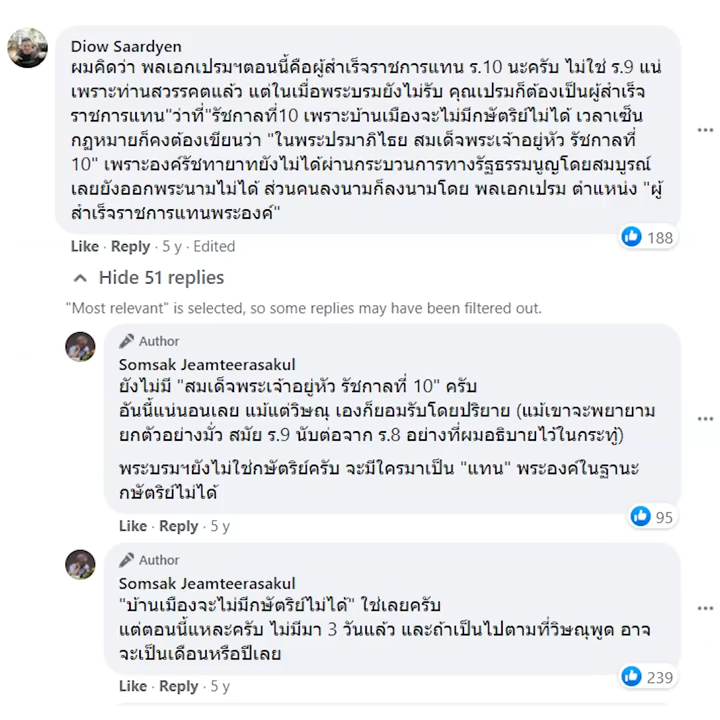 Diow Saardyen
ผมคิดว่า พลเอกเปรมฯตอนนี้คือผู้สำเร็จราชการแทน ร.10 นะครับ ไม่ใช่ ร.9 แน่
เพราะท่านสวรรคตแล้ว แต่ในเมื่อพระบรมยังไม่รับ คุณเปรมก็ต้องเป็นผู้สำเร็จ
ราชการแทน"ว่าที่"รัชกาลที่10 เพราะบ้านเมืองจะไม่มีกษัตริย์ไม่ได้ เวลาเซ็น
กฏหมายก็คงต้องเขียนว่า "ในพระปรมาภิไธย สมเด็จพระเจ้าอยู่หัว รัชกาลที่
10" เพราะองค์รัชทายาทยังไม่ได้ผ่านกระบวนการทางรัฐธรรมนูญโดยสมบูรณ์
เลยยังออกพระนามไม่ได้ ส่วนคนลงนามก็ลงนามโดย พลเอกเปรม ตำแหน่ง "ผู้
สำเร็จราชการแทนพระองค์"
188
Like · Reply · 5 y · Edited
Hide 51 replies
"Most relevant" is selected, so some replies may have been filtered out.
Author
Somsak Jeamteerasakul
ยังไม่มี "สมเด็จพระเจ้าอยู่หัว รัชกาลที่ 10" ครับ
อันนี้แน่นอนเลย แม้แต่วิษณุ เองก็ยอมรับโดยปริยาย (แม้เขาจะพยายาม
ยกตัวอย่างมั่ว สมัย ร.9 นับต่อจาก ร.8 อย่างที่ผมอธิบายไว้ในกระทู้)
พระบรมฯยังไม่ใช่กษัตริย์ครับ จะมีใครมาเป็น "แทน" พระองค์ในฐานะ
กษัตริย์ไม่ได้
95
Like · Reply · 5 y
Author
Somsak Jeamteerasakul
"บ้านเมืองจะไม่มีกษัตริย์ไม่ได้" ใช่เลยครับ
แต่ตอนนี้แหละครับ ไม่มีมา 3 วันแล้ว และถ้าเป็นไปตามที่วิษณุพูด อาจ
จะเป็นเดือนหรือปีเลย
239
Like · Reply · 5 y